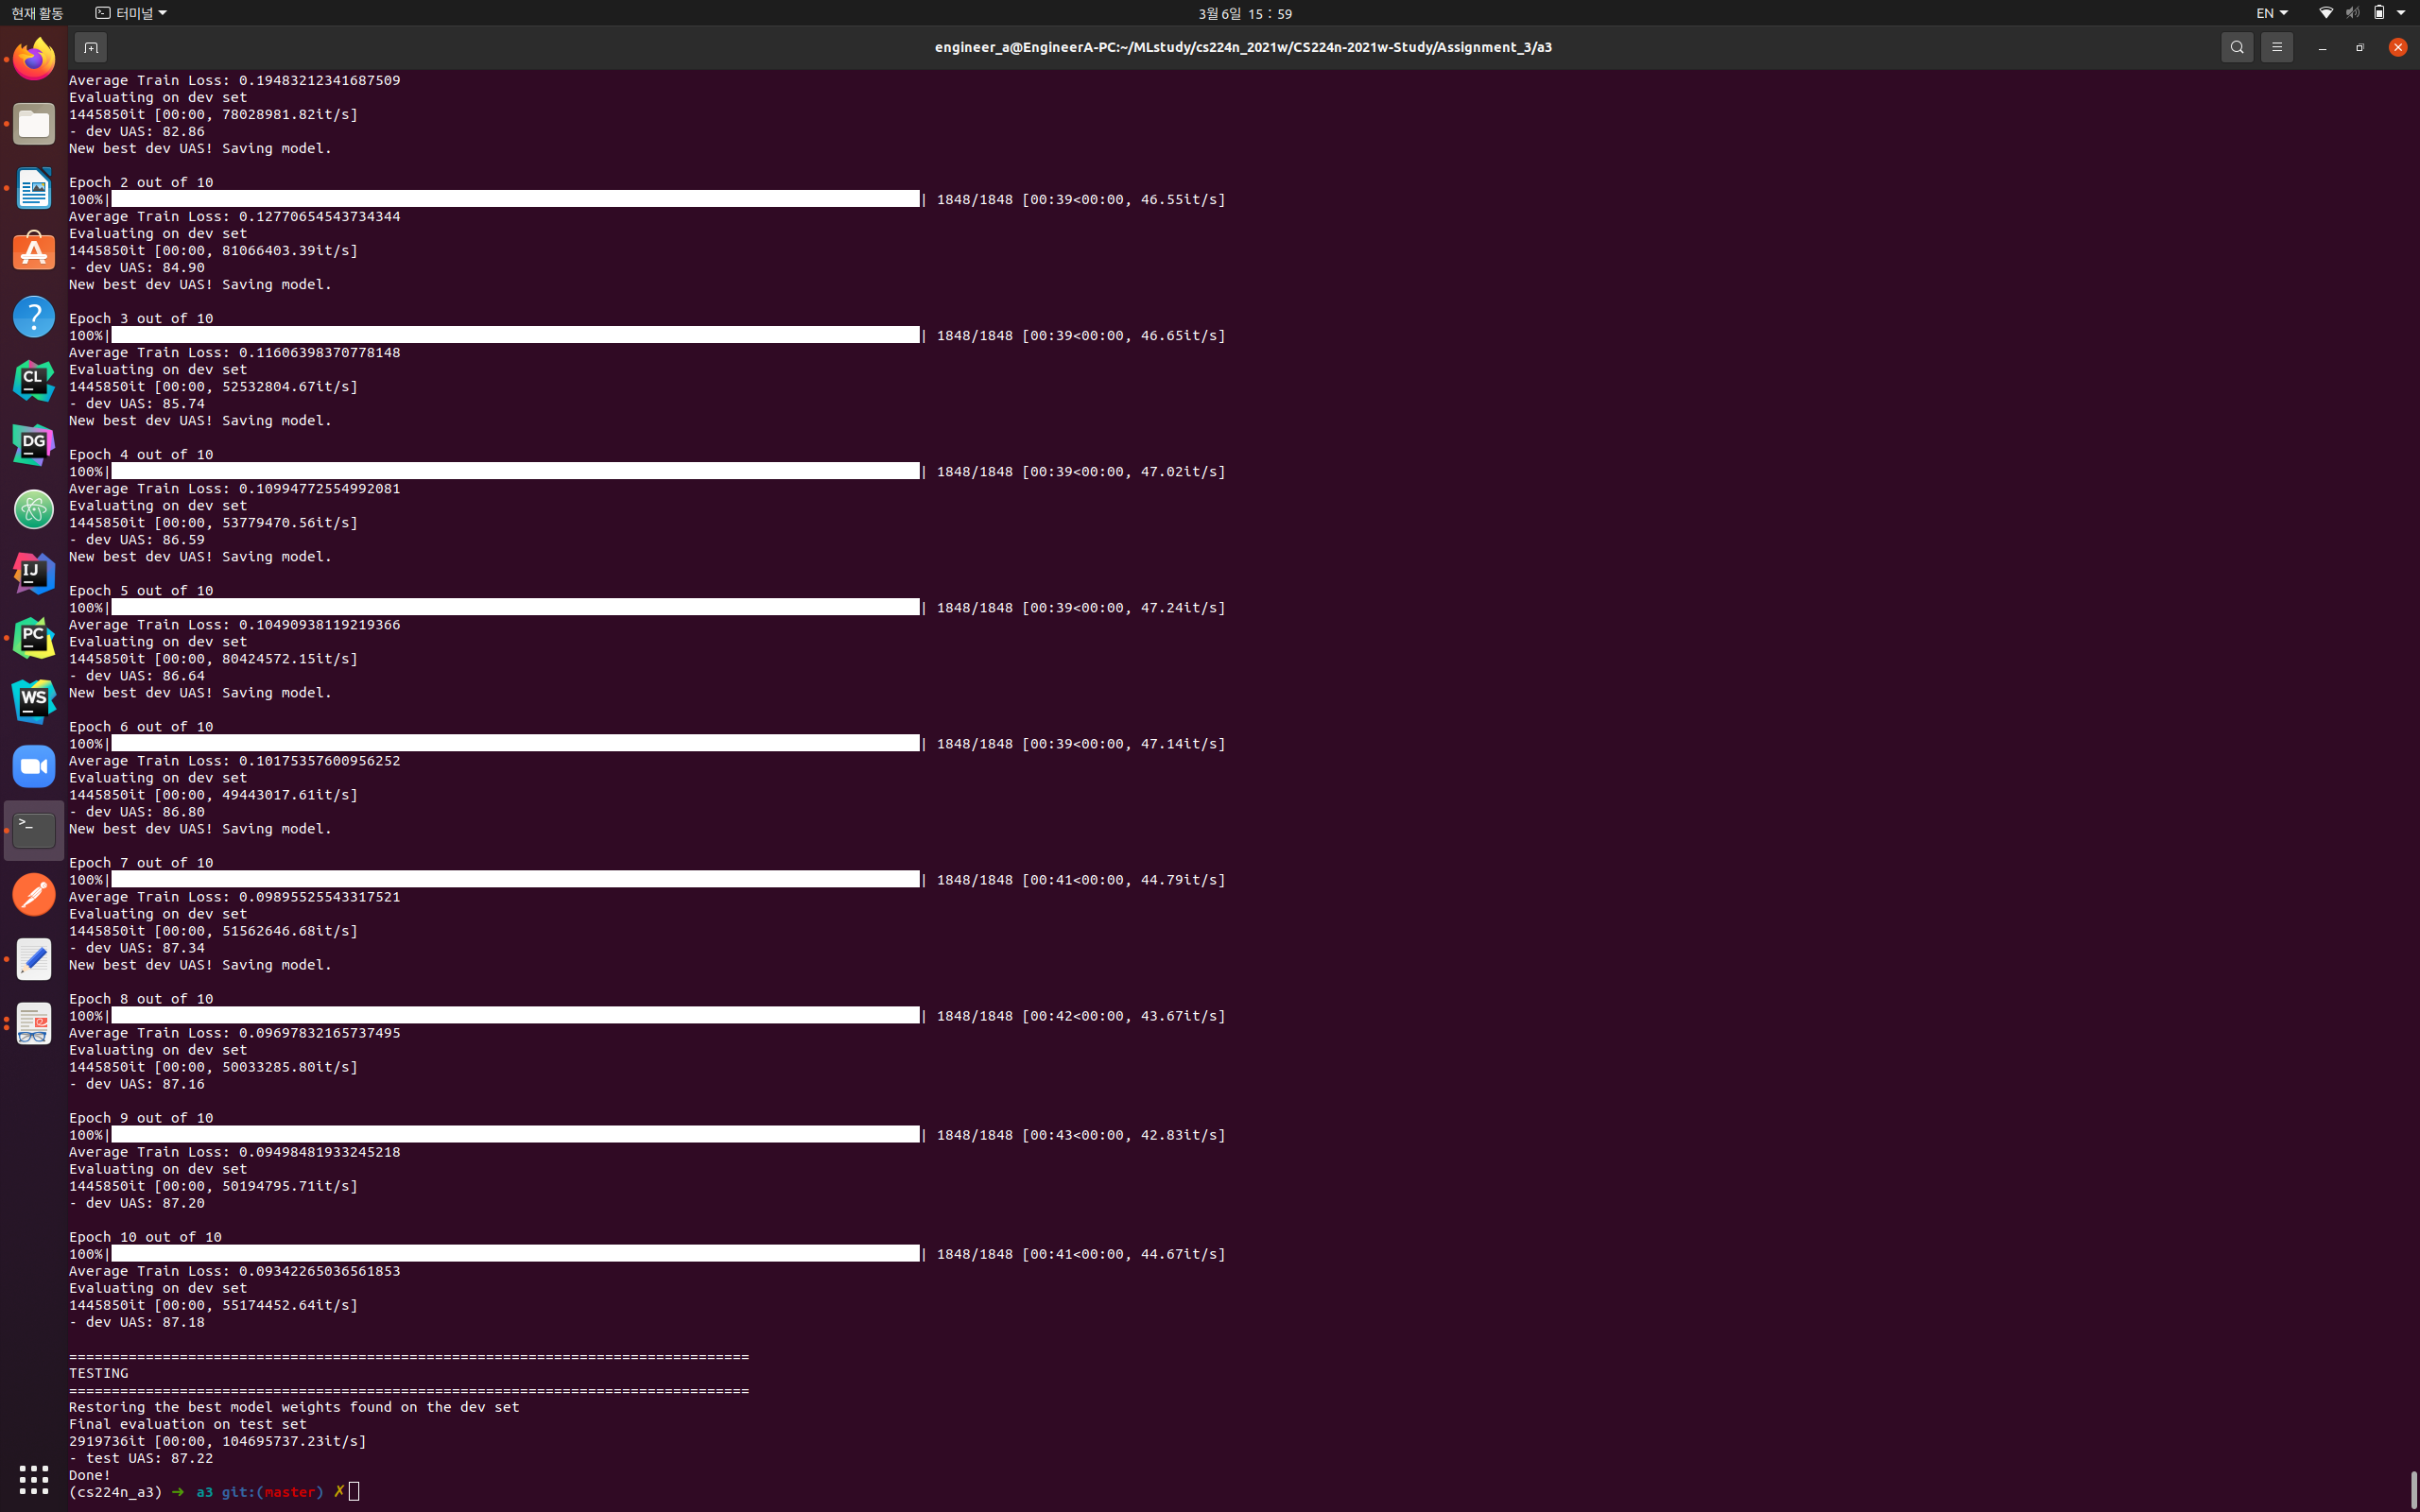 현재 활동
터미널
3월 6일 15 : 59
EN
engineer_a@EngineerA-PC:~/MLstudy/cs224n_2021w/CS224n-2021w-Study/Assignment_3/a3
Average Train Loss: 0.19483212341687509
Evaluating on dev set
1445850it [00:00, 78028981.82it/s]
- dev UAS: 82.86
New best dev UAS! Saving model.
Epoch 2 out of 10
100%| | 1848/1848 [00:39<00:00, 46.55it/s]
Average Train Loss: 0.12770654543734344
Evaluating on dev set
1445850it [00:00, 81066403.39it/s]
- dev UAS: 84.90
New best dev UAS! Saving model.
Epoch 3 out of 10
100%| | 1848/1848 [00:39<00:00, 46.65it/s]
Average Train Loss: 0.11606398370778148
Evaluating on dev set
1445850it [00:00, 52532804.67it/s]
- dev UAS: 85.74
New best dev UAS! Saving model.
Epoch 4 out of 10
100%| | 1848/1848 [00:39<00:00, 47.02it/s]
Average Train Loss: 0.10994772554992081
Evaluating on dev set
1445850it [00:00, 53779470.56it/s]
- dev UAS: 86.59
New best dev UAS! Saving model.
Epoch 5 out of 10
100%| | 1848/1848 [00:39<00:00, 47.24it/s]
Average Train Loss: 0.10490938119219366
Evaluating on dev set
1445850it [00:00, 80424572.15it/s]
- dev UAS: 86.64
New best dev UAS! Saving model.
Epoch 6 out of 10
100%| | 1848/1848 [00:39<00:00, 47.14it/s]
Average Train Loss: 0.10175357600956252
Evaluating on dev set
1445850it [00:00, 49443017.61it/s]
- dev UAS: 86.80
New best dev UAS! Saving model.
Epoch 7 out of 10
100%| | 1848/1848 [00:41<00:00, 44.79it/s]
Average Train Loss: 0.09895525543317521
Evaluating on dev set
1445850it [00:00, 51562646.68it/s]
- dev UAS: 87.34
New best dev UAS! Saving model.
Epoch 8 out of 10
100%| | 1848/1848 [00:42<00:00, 43.67it/s]
Average Train Loss: 0.09697832165737495
Evaluating on dev set
1445850it [00:00, 50033285.80it/s]
- dev UAS: 87.16
Epoch 9 out of 10
100%| | 1848/1848 [00:43<00:00, 42.83it/s]
Average Train Loss: 0.09498481933245218
Evaluating on dev set
1445850it [00:00, 50194795.71it/s]
- dev UAS: 87.20
Epoch 10 out of 10
100%| | 1848/1848 [00:41<00:00, 44.67it/s]
Average Train Loss: 0.09342265036561853
Evaluating on dev set
1445850it [00:00, 55174452.64it/s]
- dev UAS: 87.18
================================================================================
TESTING
================================================================================
Restoring the best model weights found on the dev set
Final evaluation on test set
2919736it [00:00, 104695737.23it/s]
- test UAS: 87.22
Done!
(cs224n_a3) ➜ a3 git:(master) ✗
CL
DG
IJ
PC
WS